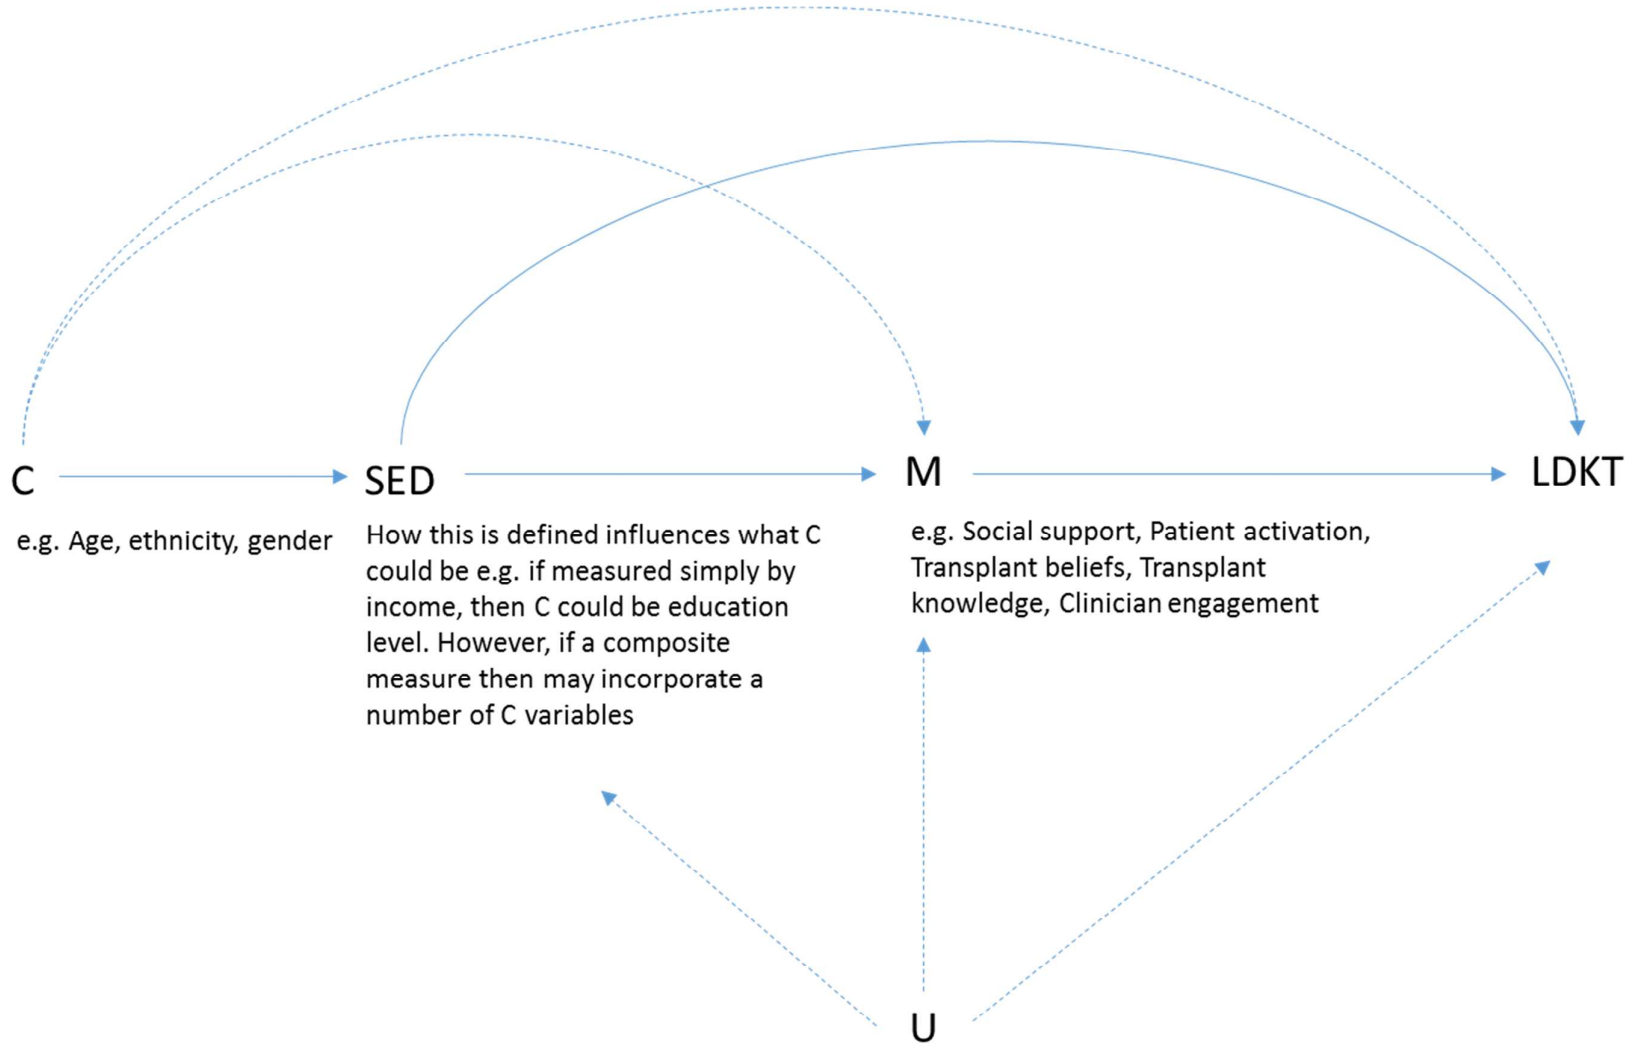 C
SED
M
LDKT
e.g. Age, ethnicity, gender
How this is defined influences what C
could be e.g. if measured simply by
income, then C could be education
level. However, if a composite
measure then may incorporate a
number of C variables
e.g. Social support, Patient activation,
Transplant beliefs, Transplant
knowledge, Clinician engagement
U